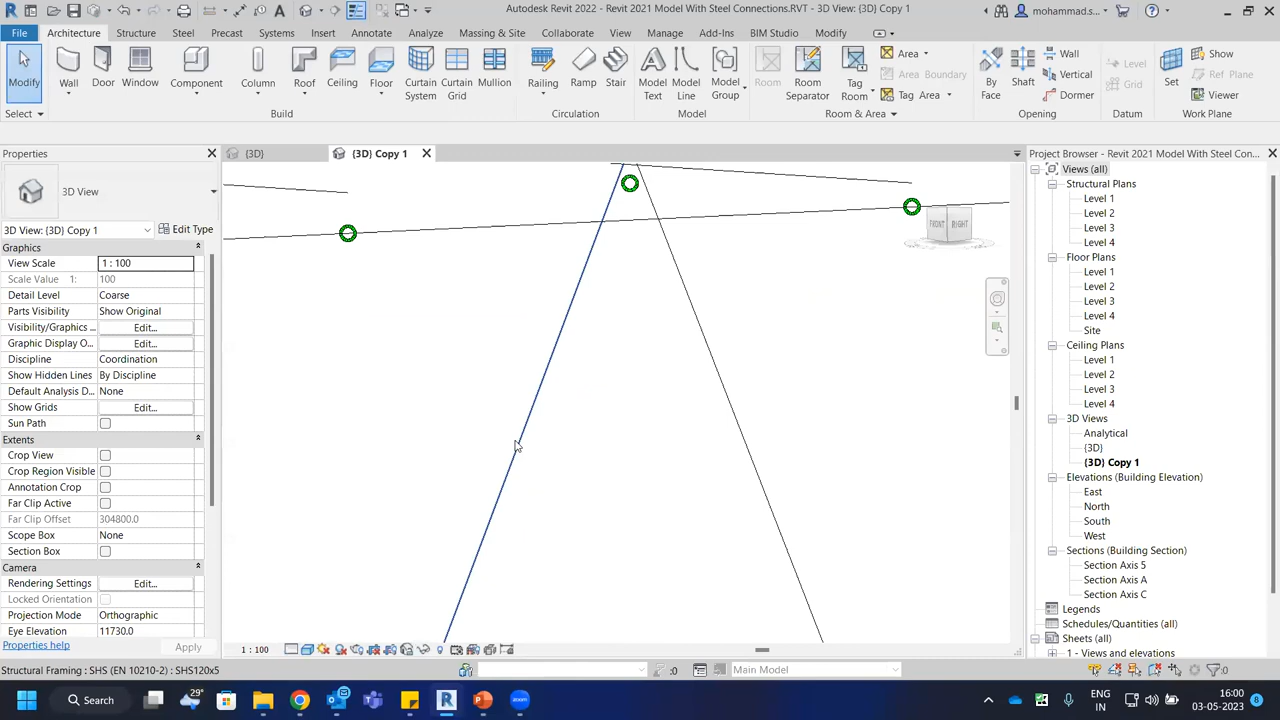 Autodesk Revit 2022 - Revit 2021 Model With Steel Connections.RVT - 3D View: {3D} Copy 1
mohammad.s...
File Architecture Structure Steel Precast Systems Insert Annotate Analyze Massing & Site Collaborate View Manage Add-Ins BIM Studio Modify
Modify Wall Door Window Component Column Roof Ceiling Floor Curtain System Curtain Grid Mullion Railing Ramp Stair Model Text Model Line Model Group Room Room Separator Tag Room Area Area Boundary Tag Area By Face Shaft Wall Vertical Dormer Level Grid Set Show Ref Plane Viewer
Select Build Circulation Model Room & Area Opening Datum Work Plane
Properties
{3D}
{3D} Copy 1
Project Browser - Revit 2021 Model With Steel Con...
3D View
3D View: {3D} Copy 1 Edit Type
Graphics
View Scale 1 : 100
Scale Value 1: 100
Detail Level Coarse
Parts Visibility Show Original
Visibility/Graphics ... Edit...
Graphic Display O... Edit...
Discipline Coordination
Show Hidden Lines By Discipline
Default Analysis D... None
Show Grids Edit...
Sun Path
Extents
Crop View
Crop Region Visible
Annotation Crop
Far Clip Active
Far Clip Offset 304800.0
Scope Box None
Section Box
Camera
Rendering Settings Edit...
Locked Orientation
Projection Mode Orthographic
Eye Elevation 11730.0
Properties help Apply
FRONT RIGHT
Views (all)
Structural Plans
Level 1
Level 2
Level 3
Level 4
Floor Plans
Level 1
Level 2
Level 3
Level 4
Site
Ceiling Plans
Level 1
Level 2
Level 3
Level 4
3D Views
Analytical
{3D}
{3D} Copy 1
Elevations (Building Elevation)
East
North
South
West
Sections (Building Section)
Section Axis 5
Section Axis A
Section Axis C
Legends
Schedules/Quantities (all)
Sheets (all)
1 - Views and elevations
1 : 100
Structural Framing : SHS (EN 10210-2) : SHS120x5
:0
Main Model
:0
Search
29°
ENG
IN
16:00
03-05-2023
8